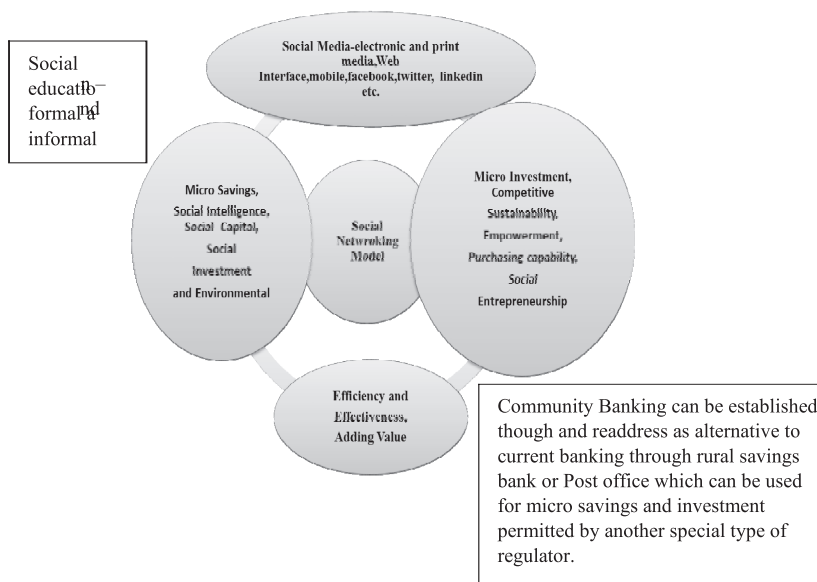 Social Media-electronic and print
media,Web
Interface,mobile,facebook,twitter, linkedin
etc.
Social
education –
formal and
informal
Micro Savings,
Social Intelligence,
Social Capital,
Social
Investment
and Environmental
Social
Netwroking
Model
Micro Investment,
Competitive
Sustainability,
Empowerment,
Purchasing capability,
Social
Entrepreneurship
Efficiency and
Effectiveness,
Adding Value
Community Banking can be established
though and readdress as alternative to
current banking through rural savings
bank or Post office which can be used
for micro savings and investment
permitted by another special type of
regulator.